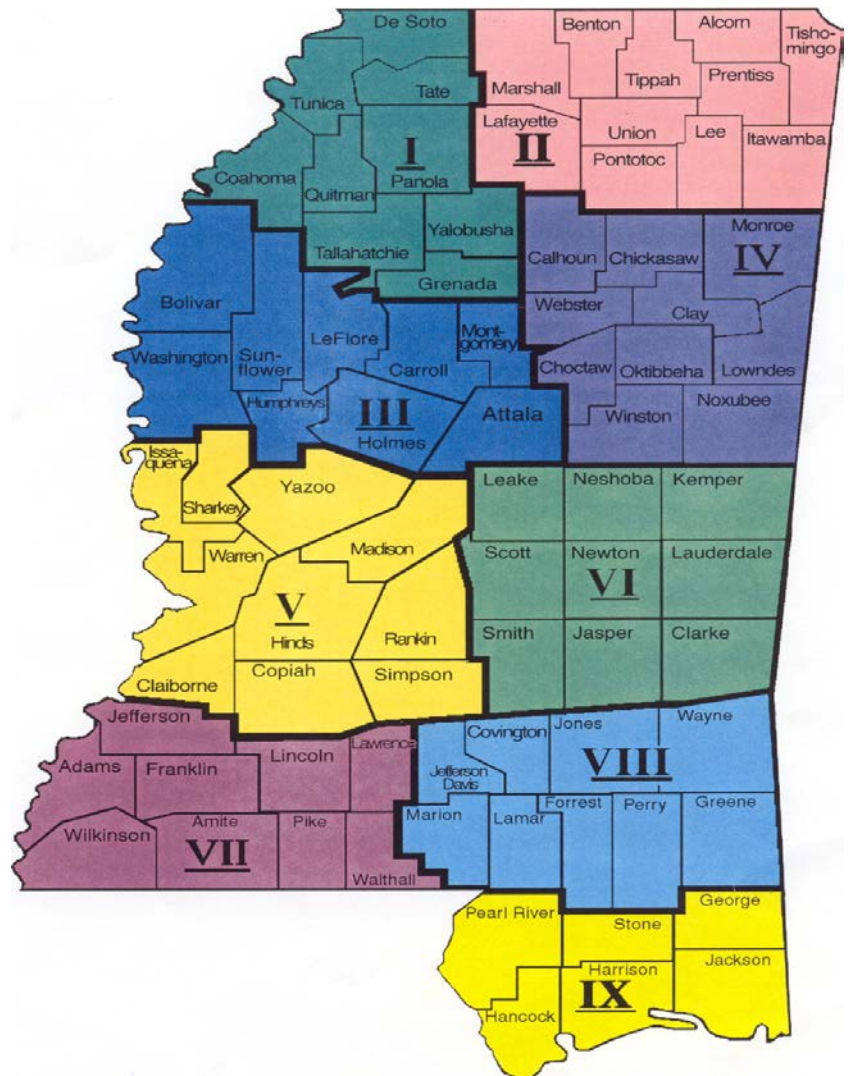 De Soto
Tunica
Tate
I
Coahoma
Quitman
Panola
Tallahatchie
Yalobusha
Grenada
Benton
Alcorn
Tisho-
mingo
Marshall
Tippah
Prentiss
Lafayette
II
Union
Lee
Itawamba
Pontotoc
Bolivar
Washington
Sun-
flower
LeFlore
Carroll
Mont-
gomery
Humphreys
III
Holmes
Attala
Monroe
IV
Calhoun
Chickasaw
Webster
Clay
Choctaw
Oktibbeha
Lowndes
Winston
Noxubee
Issa-
quena
Sharkey
Yazoo
Warren
Madison
V
Hinds
Rankin
Claiborne
Copiah
Simpson
Leake
Neshoba
Kemper
Scott
Newton
Lauderdale
VI
Smith
Jasper
Clarke
Jefferson
Adams
Franklin
Lincoln
Lawrence
Wilkinson
Amite
Pike
VII
Walthall
Covington
Jones
Wayne
Jefferson
Davis
VIII
Marion
Lamar
Forrest
Perry
Greene
Pearl River
Stone
George
Harrison
Jackson
IX
Hancock